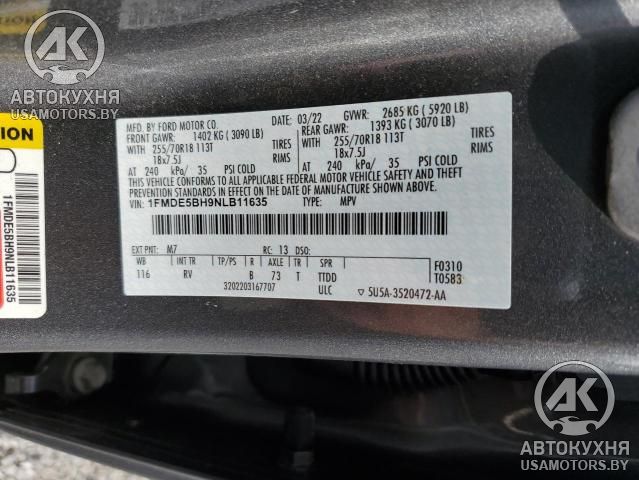 AK
АВТОКУХНЯ
USAMOTORS.BY
MFD. BY FORD MOTOR CO.
DATE: 03/22 GVWR: 2685 KG ( 5920 LB)
FRONT GAWR: 1402 KG ( 3090 LB) REAR GAWR: 1393 KG ( 3070 LB)
WITH 255/70R18 113T TIRES WITH 255/70R18 113T TIRES
18x7.5J RIMS 18x7.5J RIMS
AT 240 kPa/ 35 PSI COLD AT 240 kPa/ 35 PSI COLD
THIS VEHICLE CONFORMS TO ALL APPLICABLE FEDERAL MOTOR VEHICLE SAFETY AND
THEFT PREVENTION STANDARDS IN EFFECT ON THE DATE OF MANUFACTURE SHOWN ABOVE.
VIN: 1FMDE5BH9NLB11635 TYPE: MPV
EXT PNT: M7 RC: 13 DSO:
WB INT TR TP/PS R AXLE TR SPR F0310
116 RV B 73 T TTDD T0583
3202203167707 ULC ▽ 5U5A-3520472-AA
TION
1FMDE5BH9NLB11635
AK
АВТОКУХНЯ
USAMOTORS.BY